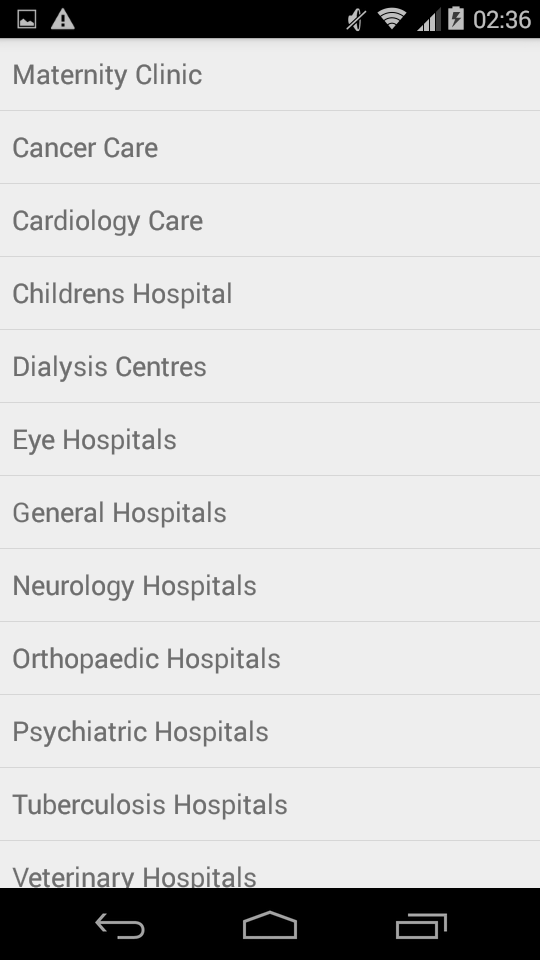 02:36
Maternity Clinic
Cancer Care
Cardiology Care
Childrens Hospital
Dialysis Centres
Eye Hospitals
General Hospitals
Neurology Hospitals
Orthopaedic Hospitals
Psychiatric Hospitals
Tuberculosis Hospitals
Veterinary Hospitals